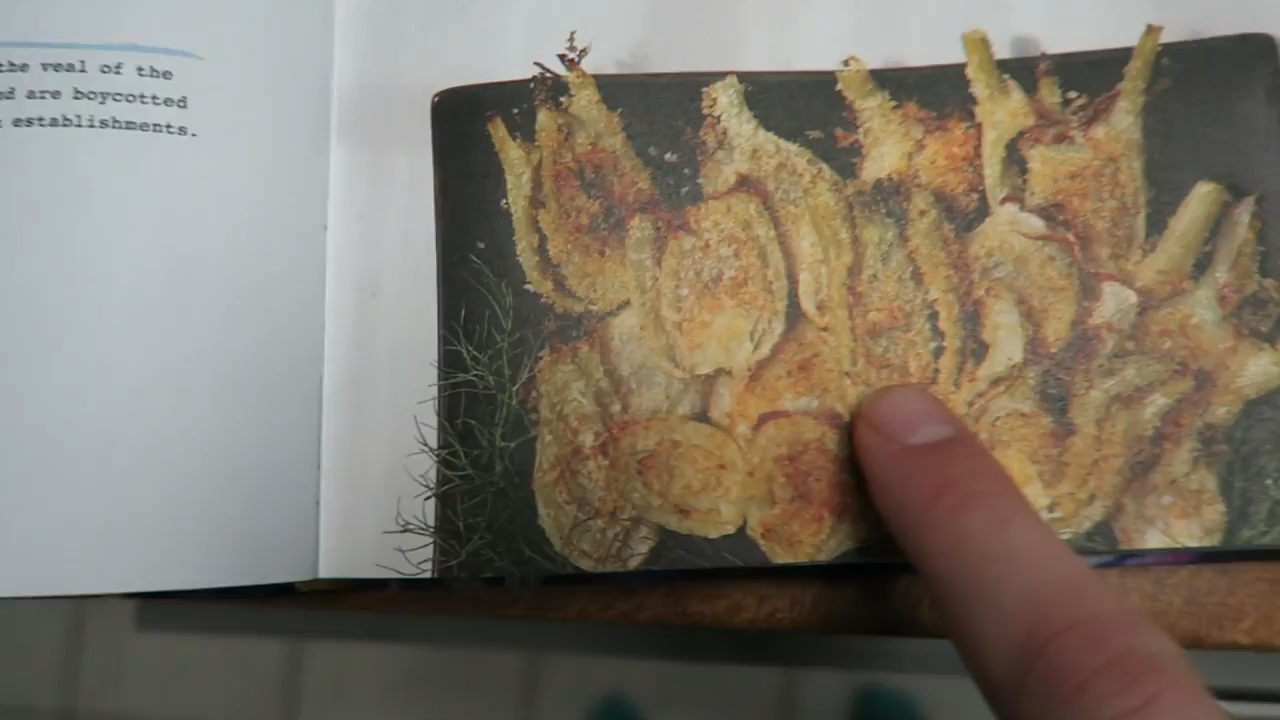 the veal of the
are boycotted
establishments.